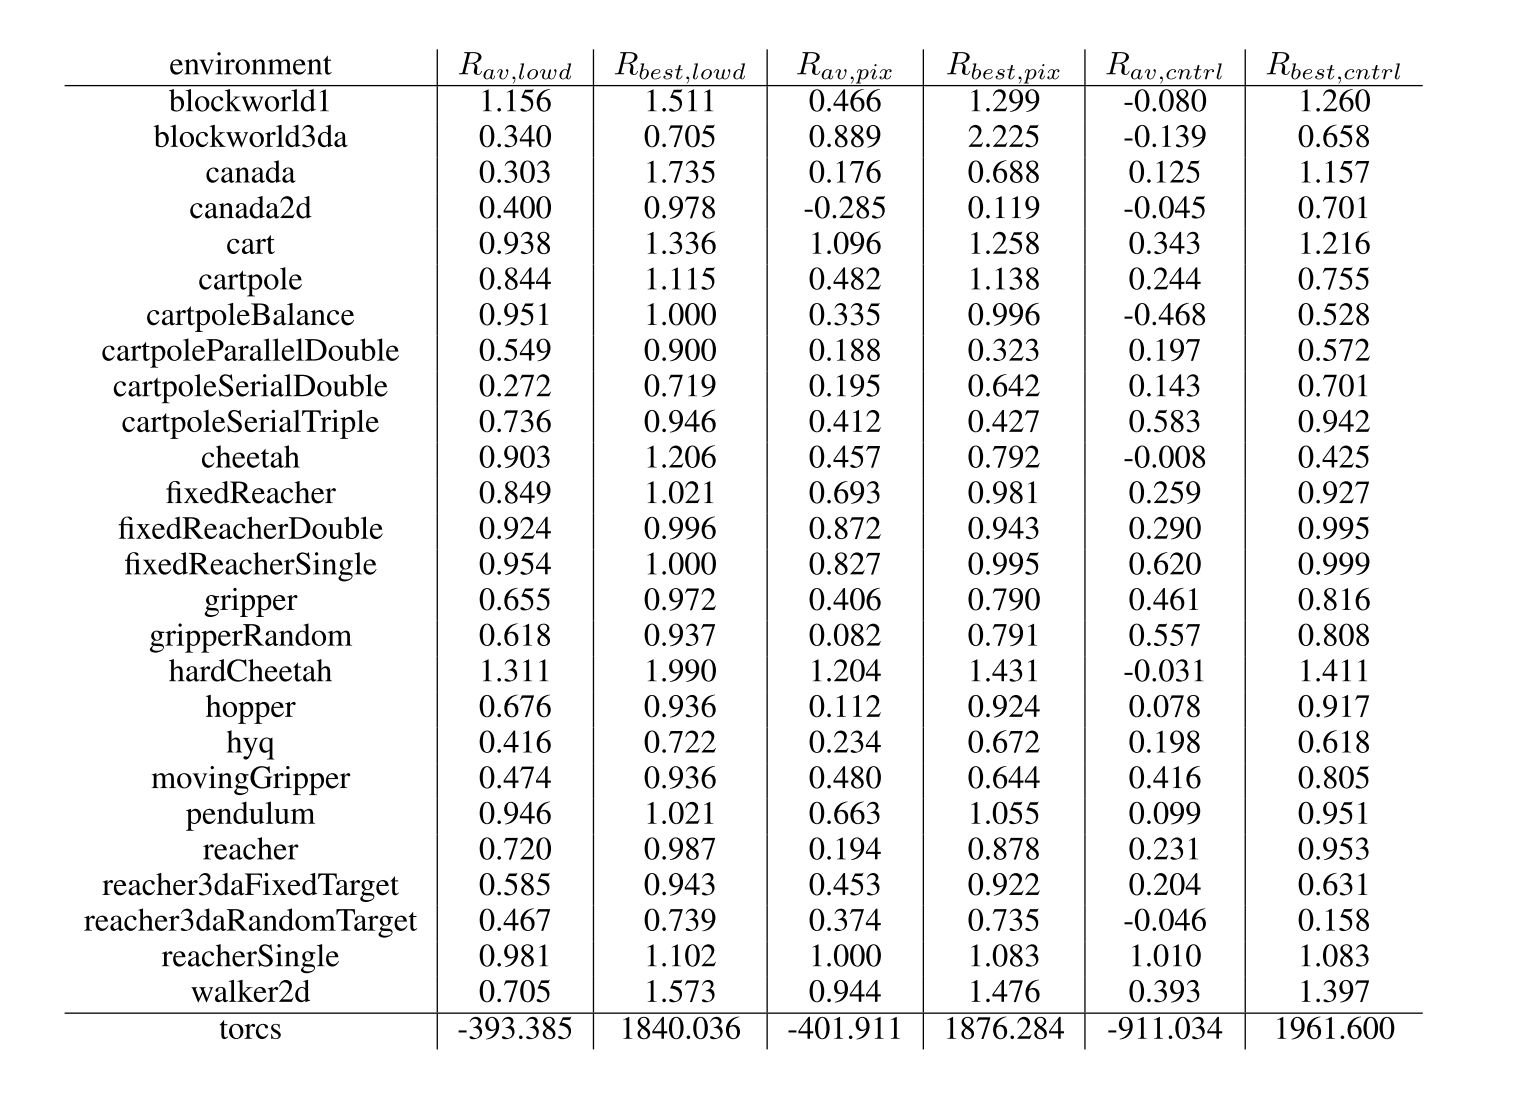 environment R_{av,lowd} R_{best,lowd} R_{av,pix} R_{best,pix} R_{av,cntrl} R_{best,cntrl}
blockworld1 1.156 1.511 0.466 1.299 -0.080 1.260
blockworld3da 0.340 0.705 0.889 2.225 -0.139 0.658
canada 0.303 1.735 0.176 0.688 0.125 1.157
canada2d 0.400 0.978 -0.285 0.119 -0.045 0.701
cart 0.938 1.336 1.096 1.258 0.343 1.216
cartpole 0.844 1.115 0.482 1.138 0.244 0.755
cartpoleBalance 0.951 1.000 0.335 0.996 -0.468 0.528
cartpoleParallelDouble 0.549 0.900 0.188 0.323 0.197 0.572
cartpoleSerialDouble 0.272 0.719 0.195 0.642 0.143 0.701
cartpoleSerialTriple 0.736 0.946 0.412 0.427 0.583 0.942
cheetah 0.903 1.206 0.457 0.792 -0.008 0.425
fixedReacher 0.849 1.021 0.693 0.981 0.259 0.927
fixedReacherDouble 0.924 0.996 0.872 0.943 0.290 0.995
fixedReacherSingle 0.954 1.000 0.827 0.995 0.620 0.999
gripper 0.655 0.972 0.406 0.790 0.461 0.816
gripperRandom 0.618 0.937 0.082 0.791 0.557 0.808
hardCheetah 1.311 1.990 1.204 1.431 -0.031 1.411
hopper 0.676 0.936 0.112 0.924 0.078 0.917
hyq 0.416 0.722 0.234 0.672 0.198 0.618
movingGripper 0.474 0.936 0.480 0.644 0.416 0.805
pendulum 0.946 1.021 0.663 1.055 0.099 0.951
reacher 0.720 0.987 0.194 0.878 0.231 0.953
reacher3daFixedTarget 0.585 0.943 0.453 0.922 0.204 0.631
reacher3daRandomTarget 0.467 0.739 0.374 0.735 -0.046 0.158
reacherSingle 0.981 1.102 1.000 1.083 1.010 1.083
walker2d 0.705 1.573 0.944 1.476 0.393 1.397
torcs -393.385 1840.036 -401.911 1876.284 -911.034 1961.600